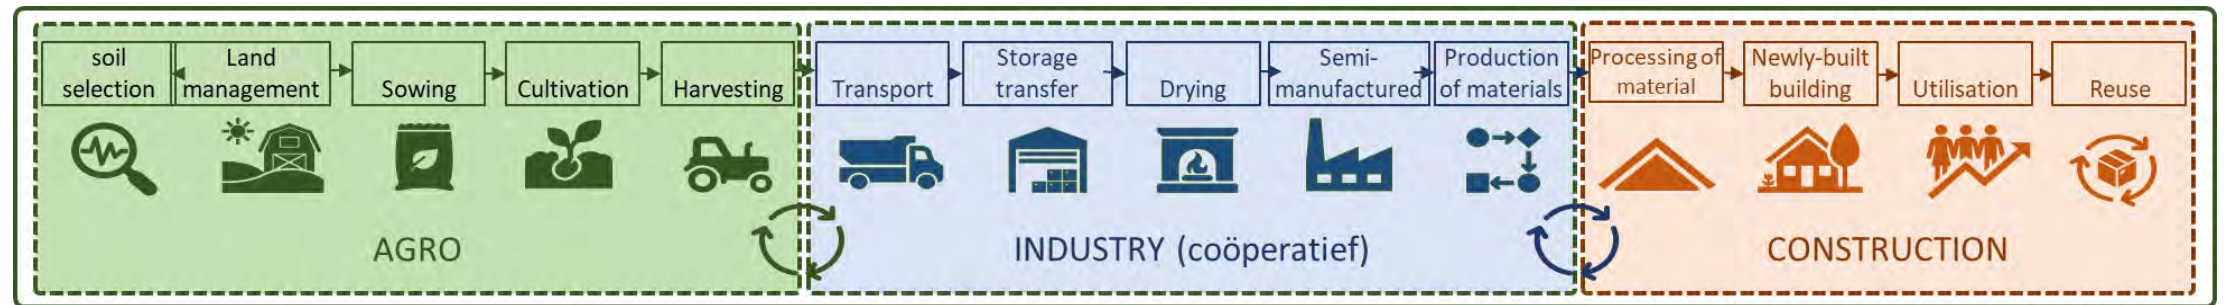 soil
selection
Land
management
Sowing
Cultivation
Harvesting
Transport
Storage
transfer
Drying
Semi-
manufactured
Production
of materials
Processing of
material
Newly-built
building
Utilisation
Reuse
AGRO
INDUSTRY (coöperatief)
CONSTRUCTION